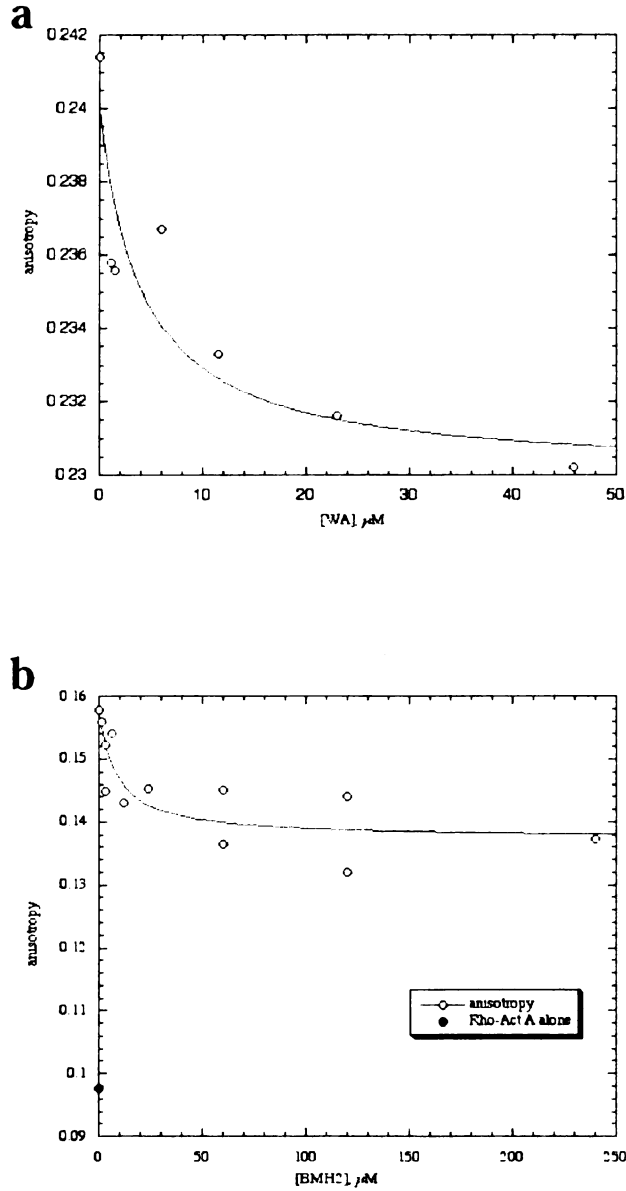 a
0.242
0.24
0.238
0.236
0.234
0.232
0.23
anisotropy
0 10 20 30 40 50
[WA], μM
b
0.16
0.15
0.14
0.13
0.12
0.11
0.1
0.09
anisotropy
anisotropy
Rho-Act A alone
0 50 100 150 200 250
[BMH2], μM